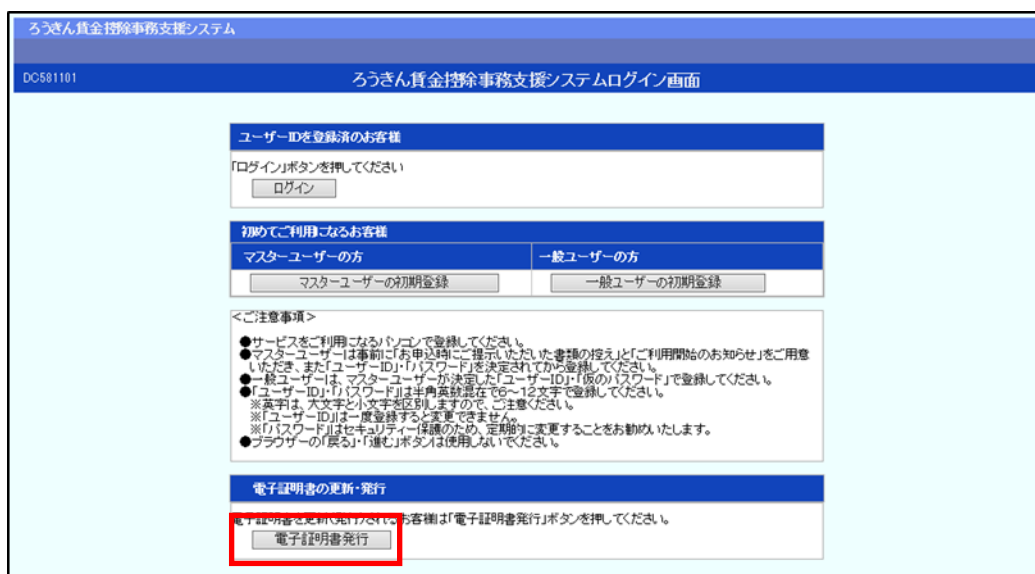 ろうきん賃金控除事務支援システム
DC581101
ろうきん賃金控除事務支援システムログイン画面
ユーザーIDを登録済のお客様
「ログイン」ボタンを押してください
ログイン
初めてご利用になるお客様
マスターユーザーの方
一般ユーザーの方
マスターユーザーの初期登録
一般ユーザーの初期登録
<ご注意事項>
●サービスをご利用になるパソコンで登録してください。
●マスターユーザーは事前に「お申込時にご提示いただいた書類の控え」と「ご利用開始のお知らせ」をご用意
いただき、また「ユーザーID」・「パスワード」を決定されてから登録してください。
●一般ユーザーは、マスターユーザーが決定した「ユーザーID」・「仮のパスワード」で登録してください。
●「ユーザーID」・「パスワード」は半角英数混在で6~12文字で登録してください。
※英字は、大文字と小文字を区別しますので、ご注意ください。
※「ユーザーID」は一度登録すると変更できません。
※「パスワード」はセキュリティー保護のため、定期的に変更することをお勧めいたします。
●ブラウザーの「戻る」・「進む」ボタンは使用しないでください。
電子証明書の更新・発行
電子証明書を更新(発行)されるお客様は「電子証明書発行」ボタンを押してください。
電子証明書発行